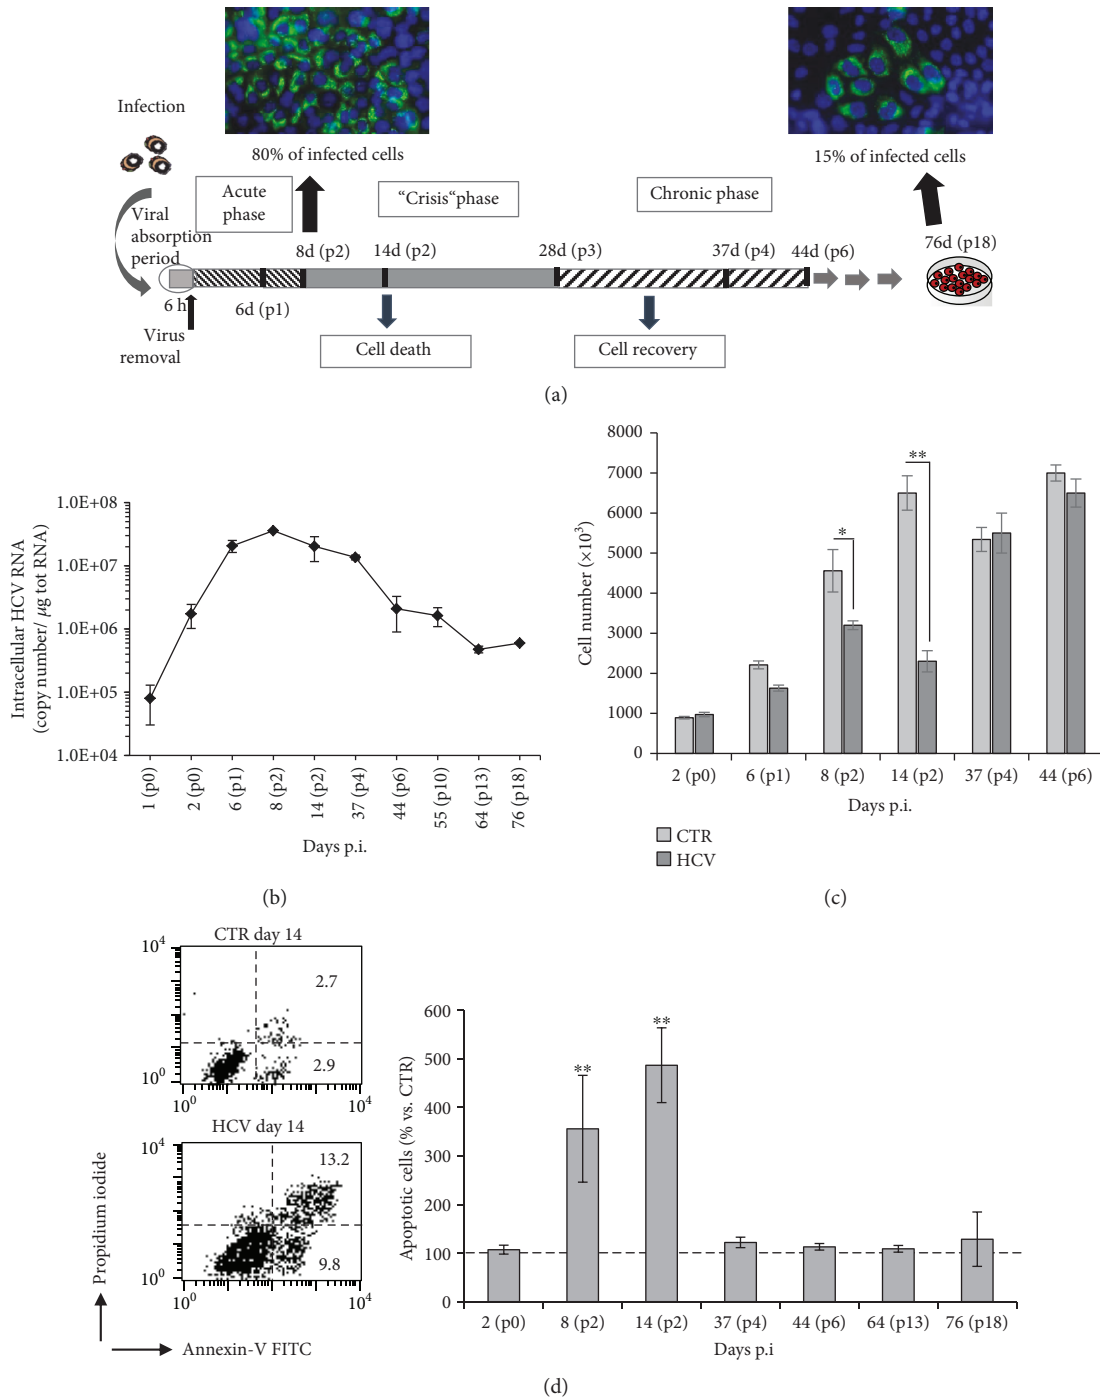 Infection
80% of infected cells
15% of infected cells
Acute
phase
"Crisis" phase
Chronic phase
Viral
absorption
period
8d (p2)
14d (p2)
28d (p3)
37d (p4)
44d (p6)
76d (p18)
6 h
6d (p1)
Virus
removal
Cell death
Cell recovery
(a)
Intracellular HCV RNA
(copy number/ μg tot RNA)
1.0E+08
1.0E+07
1.0E+06
1.0E+05
1.0E+04
1 (p0)
2 (p0)
6 (p1)
8 (p2)
14 (p2)
37 (p4)
44 (p6)
55 (p10)
64 (p13)
76 (p18)
Days p.i.
(b)
Cell number (×10³)
8000
7000
6000
5000
4000
3000
2000
1000
0
*
**
2 (p0)
6 (p1)
8 (p2)
14 (p2)
37 (p4)
44 (p6)
Days p.i.
CTR
HCV
(c)
CTR day 14
10⁴
10⁰
2.7
2.9
10⁰
10⁴
HCV day 14
10⁴
10⁰
13.2
9.8
10⁰
10⁴
Propidium iodide
Annexin-V FITC
Apoptotic cells (% vs. CTR)
600
500
400
300
200
100
0
**
**
2 (p0)
8 (p2)
14 (p2)
37 (p4)
44 (p6)
64 (p13)
76 (p18)
Days p.i
(d)